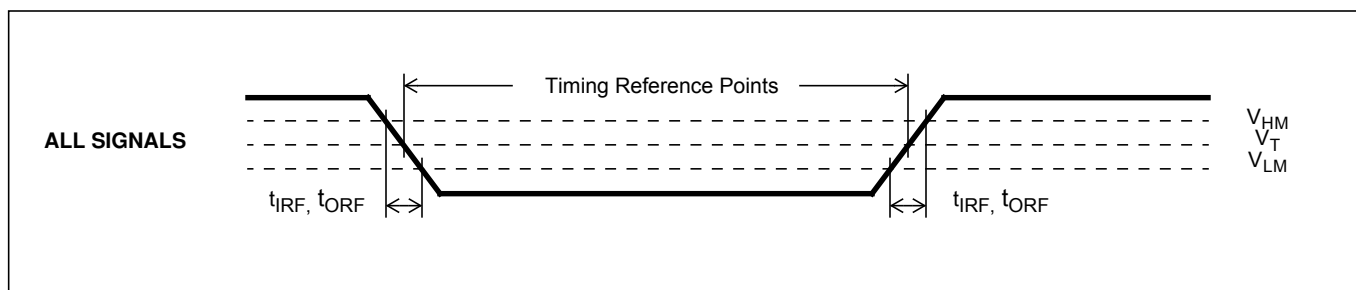 Timing Reference Points
V_HM
ALL SIGNALS
V_T
V_LM
t_IRF, t_ORF
t_IRF, t_ORF